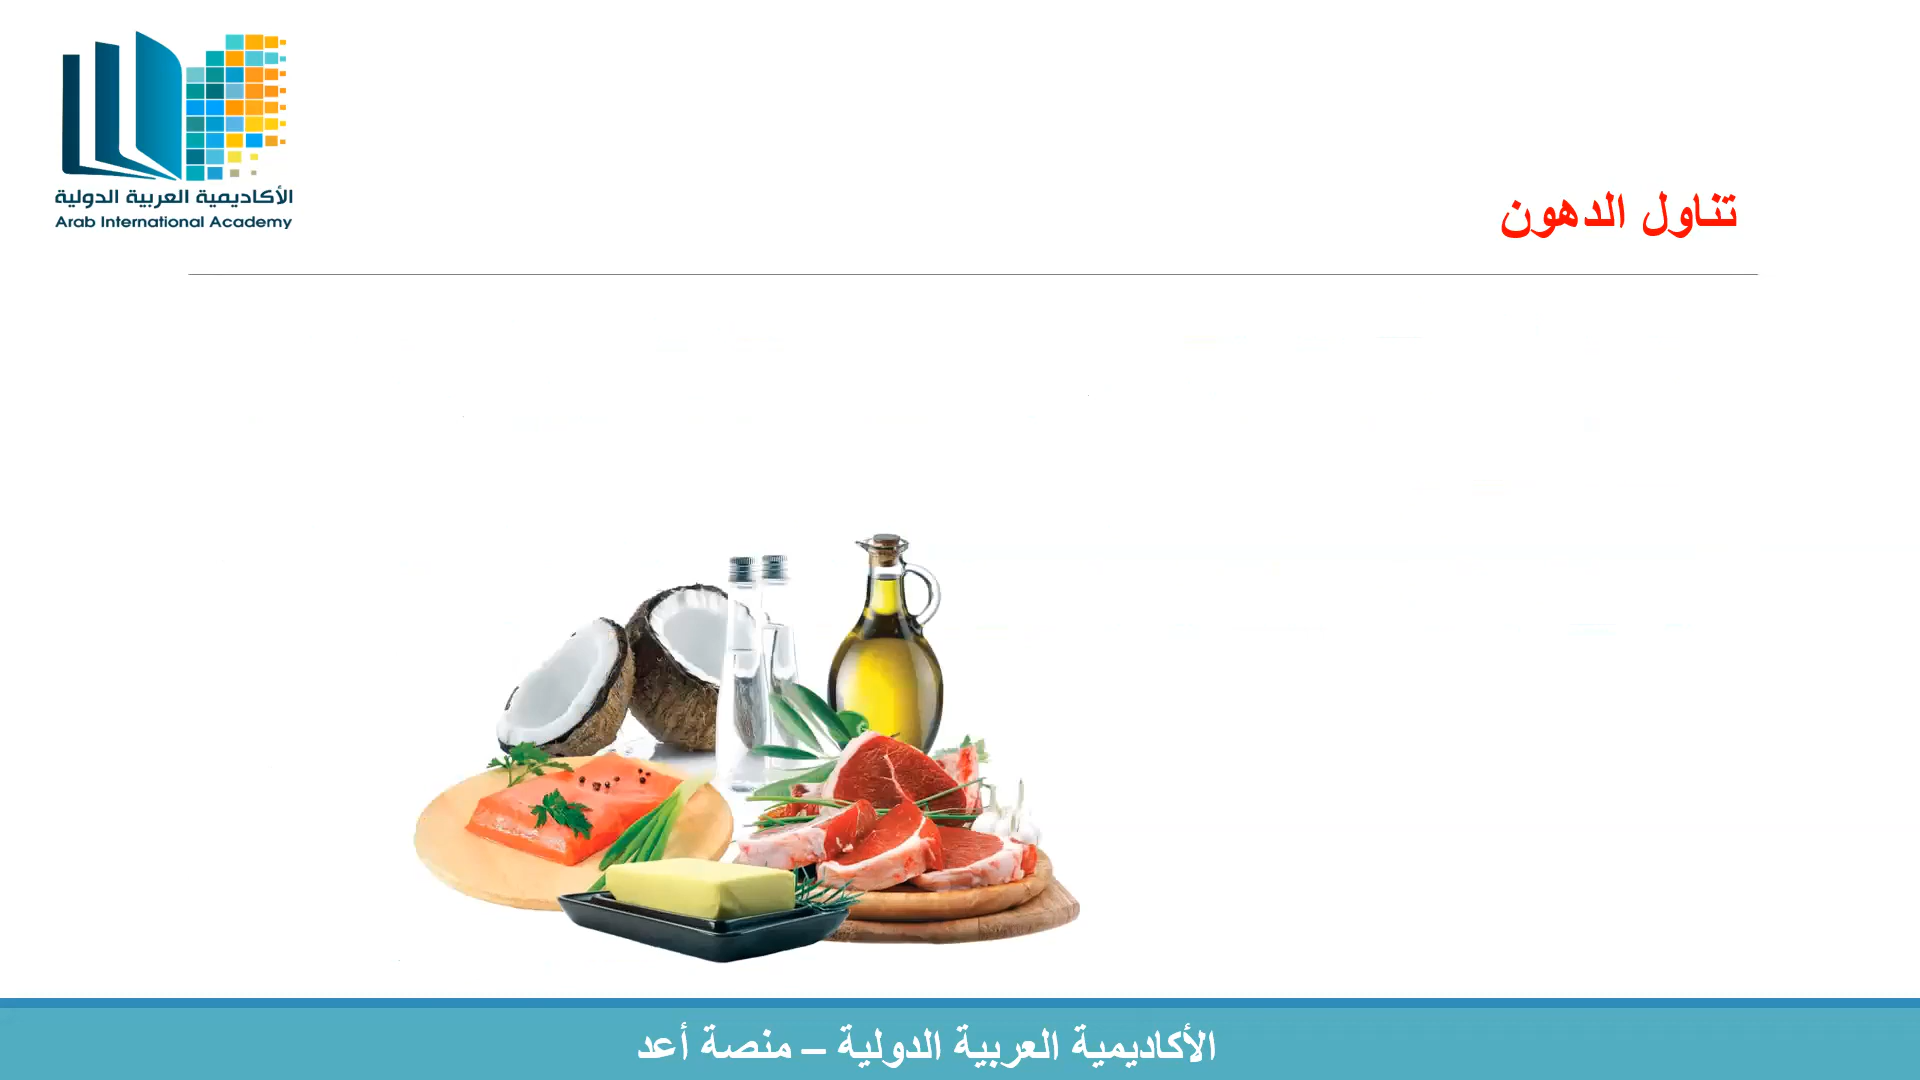 الأكاديمية العربية الدولية
Arab International Academy
تناول الدهون
الأكاديمية العربية الدولية – منصة أعد